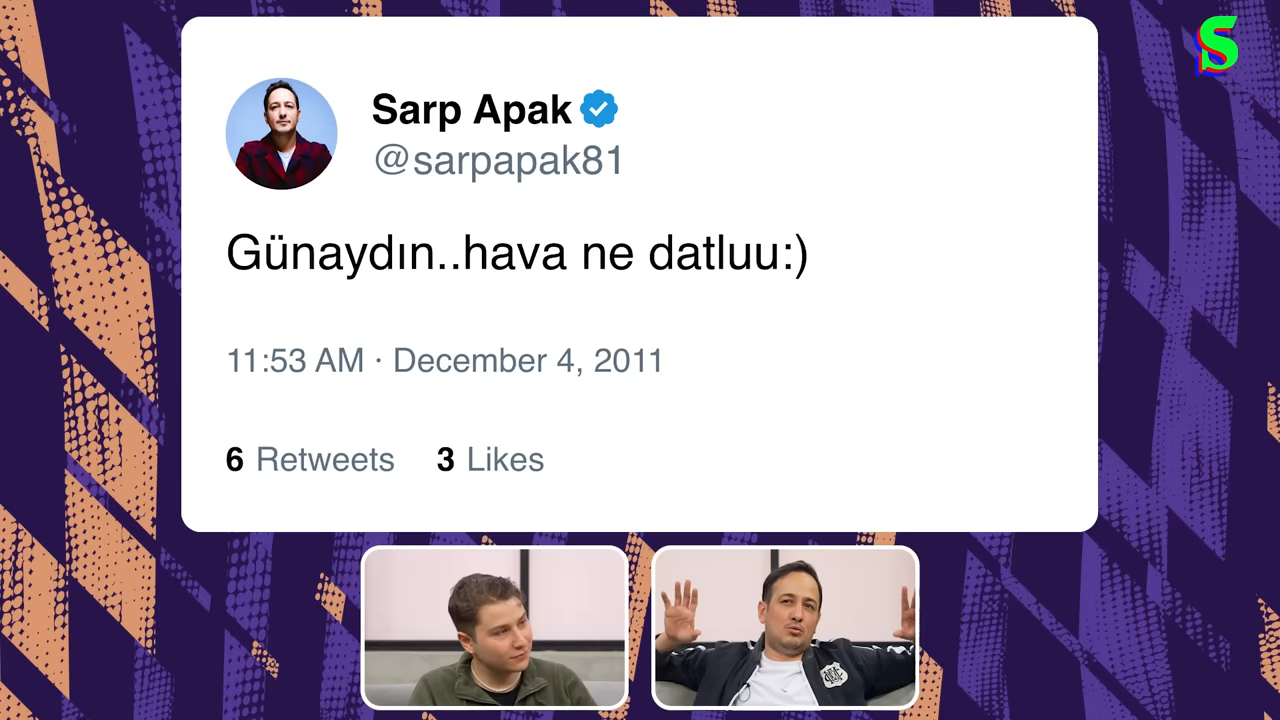 S
Sarp Apak
@sarpapak81
Günaydın..hava ne datluu:)
11:53 AM · December 4, 2011
6 Retweets 3 Likes